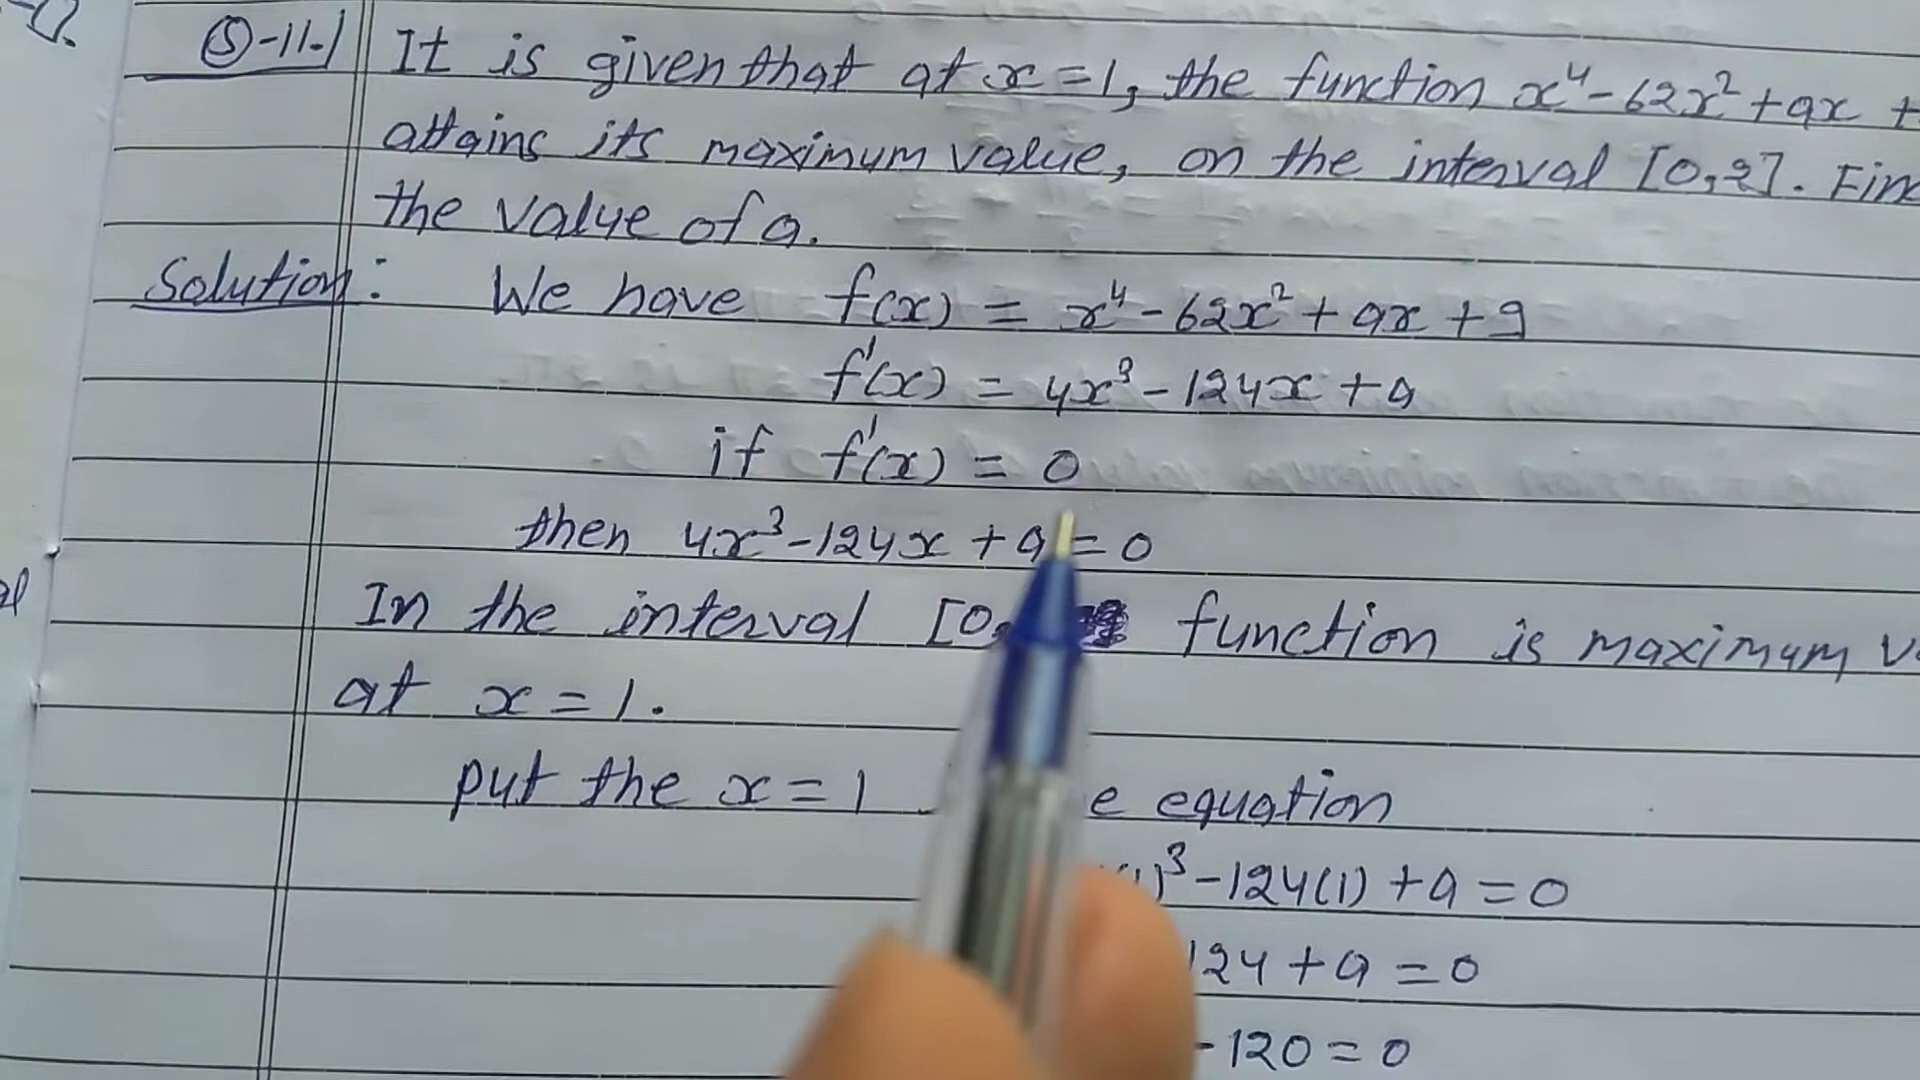 Q-11. It is given that at x = 1, the function x⁴ - 62x² + ax +
attains its maximum value, on the interval [0,2]. Find
the value of a.
Solution: We have f(x) = x⁴ - 62x² + ax + 9
f'(x) = 4x³ - 124x + a
if f'(x) = 0
then 4x³ - 124x + a = 0
In the interval [0, function is maximum
at x = 1.
put the x = 1 equation
(1)³ - 124(1) + a = 0
124 + a = 0
- 120 = 0